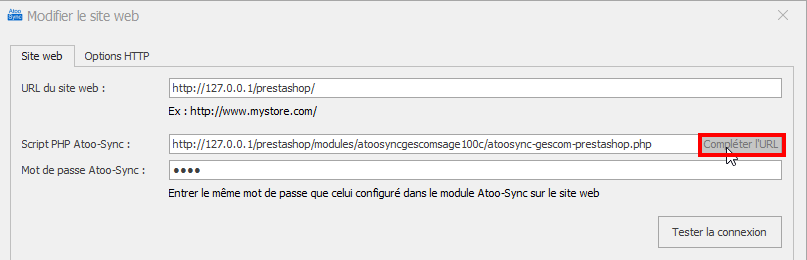 Atoo Sync
Modifier le site web
Site web
Options HTTP
URL du site web :
http://127.0.0.1/prestashop/
Ex : http://www.mystore.com/
Script PHP Atoo-Sync :
http://127.0.0.1/prestashop/modules/atoosyncgescomsage100c/atoosync-gescom-prestashop.php
Compléter l'URL
Mot de passe Atoo-Sync :
Entrer le même mot de passe que celui configuré dans le module Atoo-Sync sur le site web
Tester la connexion